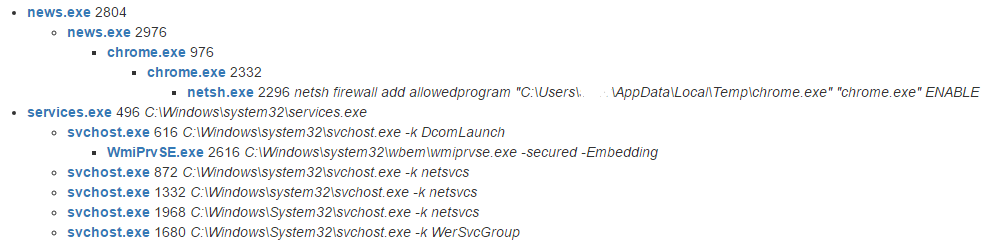 news.exe 2804
news.exe 2976
chrome.exe 976
chrome.exe 2332
netsh.exe 2296 netsh firewall add allowedprogram "C:\Users\ \AppData\Local\Temp\chrome.exe" "chrome.exe" ENABLE
services.exe 496 C:\Windows\system32\services.exe
svchost.exe 616 C:\Windows\system32\svchost.exe -k DcomLaunch
WmiPrvSE.exe 2616 C:\Windows\system32\wbem\wmiprvse.exe -secured -Embedding
svchost.exe 872 C:\Windows\system32\svchost.exe -k netsvcs
svchost.exe 1332 C:\Windows\system32\svchost.exe -k netsvcs
svchost.exe 1968 C:\Windows\System32\svchost.exe -k netsvcs
svchost.exe 1680 C:\Windows\System32\svchost.exe -k WerSvcGroup